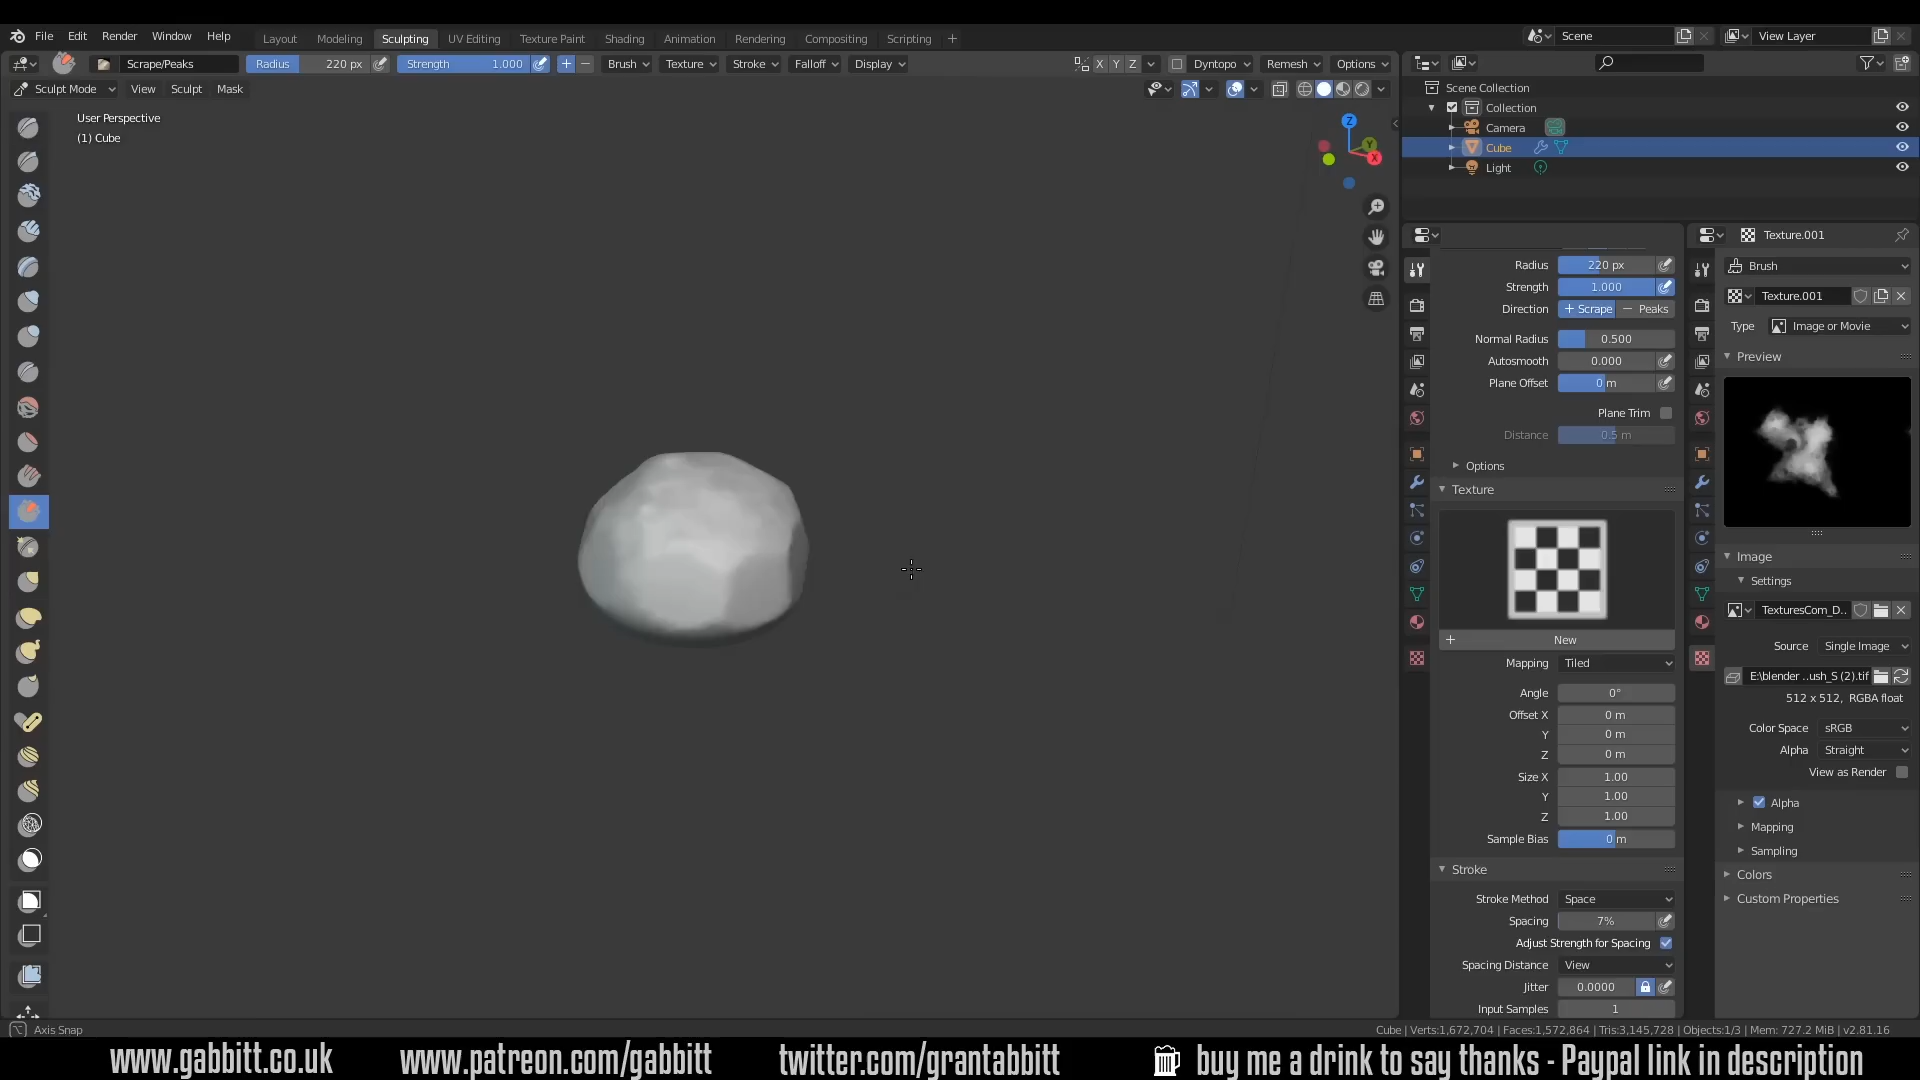 File Edit Render Window Help
Layout Modeling Sculpting UV Editing Texture Paint Shading Animation Rendering Compositing Scripting +
Scene
View Layer
Scrape/Peaks Radius 220 px Strength 1.000 + − Brush Texture Stroke Falloff Display
X Y Z Dyntopo Remesh Options
Sculpt Mode View Sculpt Mask
User Perspective
(1) Cube
Z
Y
X
Scene Collection
Collection
Camera
Cube
Light
Radius 220 px
Strength 1.000
Direction + Scrape − Peaks
Normal Radius 0.500
Autosmooth 0.000
Plane Offset 0 m
Plane Trim
Distance 0.5 m
Options
Texture
+ New
Mapping Tiled
Angle 0°
Offset X 0 m
Y 0 m
Z 0 m
Size X 1.00
Y 1.00
Z 1.00
Sample Bias 0 m
Stroke
Stroke Method Space
Spacing 7%
Adjust Strength for Spacing
Spacing Distance View
Jitter 0.0000
Input Samples 1
Texture.001
Brush
Texture.001
Type Image or Movie
Preview
Image
Settings
TexturesCom_D..
Source Single Image
E:\blender ..ush_S (2).tif
512 x 512, RGBA float
Color Space sRGB
Alpha Straight
View as Render
Alpha
Mapping
Sampling
Colors
Custom Properties
Axis Snap
Cube | Verts:1,672,704 | Faces:1,572,864 | Tris:3,145,728 | Objects:1/3 | Mem: 727.2 MiB | v2.81.16
www.gabbitt.co.uk www.patreon.com/gabbitt twitter.com/grantabbitt buy me a drink to say thanks - Paypal link in description